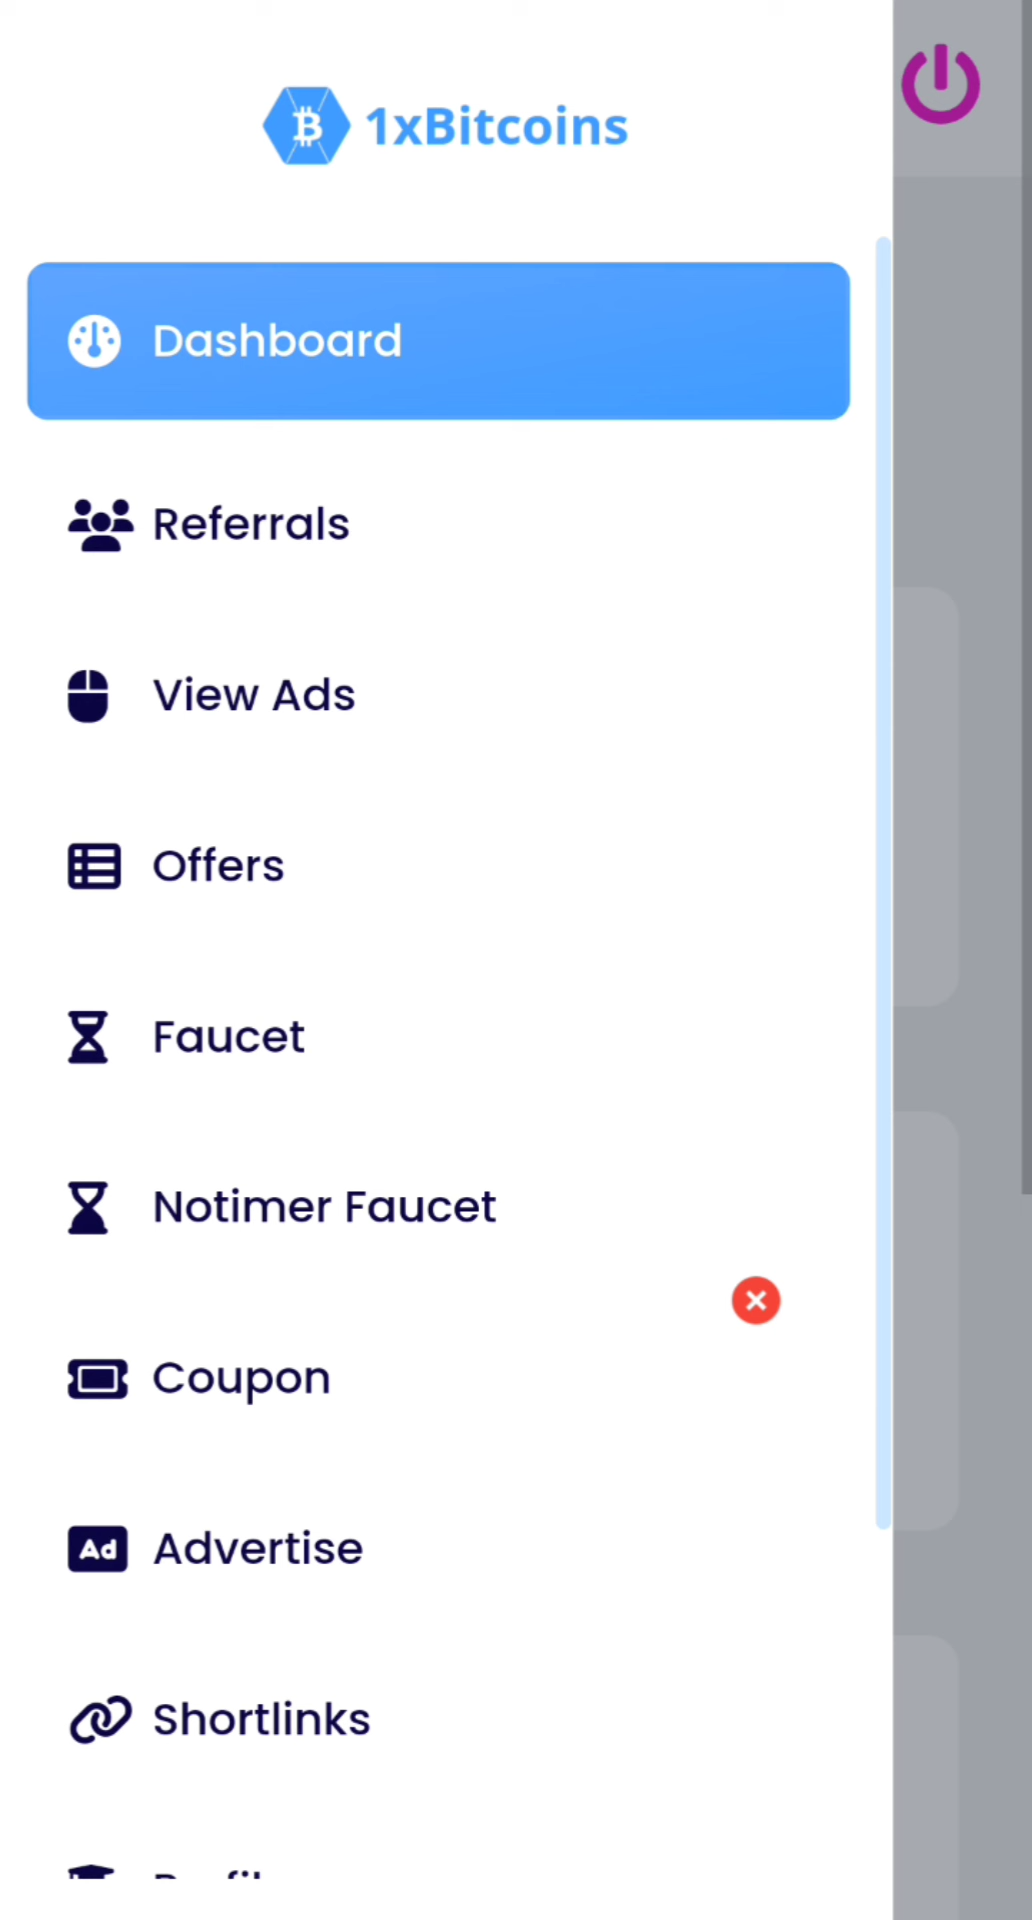 1xBitcoins
Dashboard
Referrals
View Ads
Offers
Faucet
Notimer Faucet
Coupon
Ad Advertise
Shortlinks